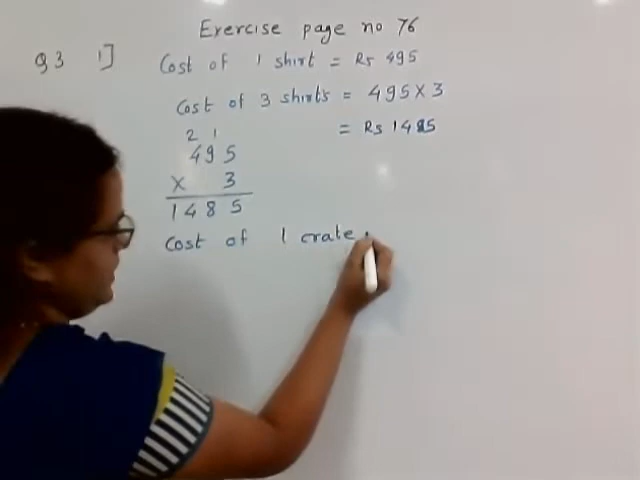 Exercise page no 76
Q3 1] Cost of 1 shirt = Rs 495
Cost of 3 shirts = 495 X 3
= Rs 1485
2 1
495
X 3
1485
Cost of 1 crate